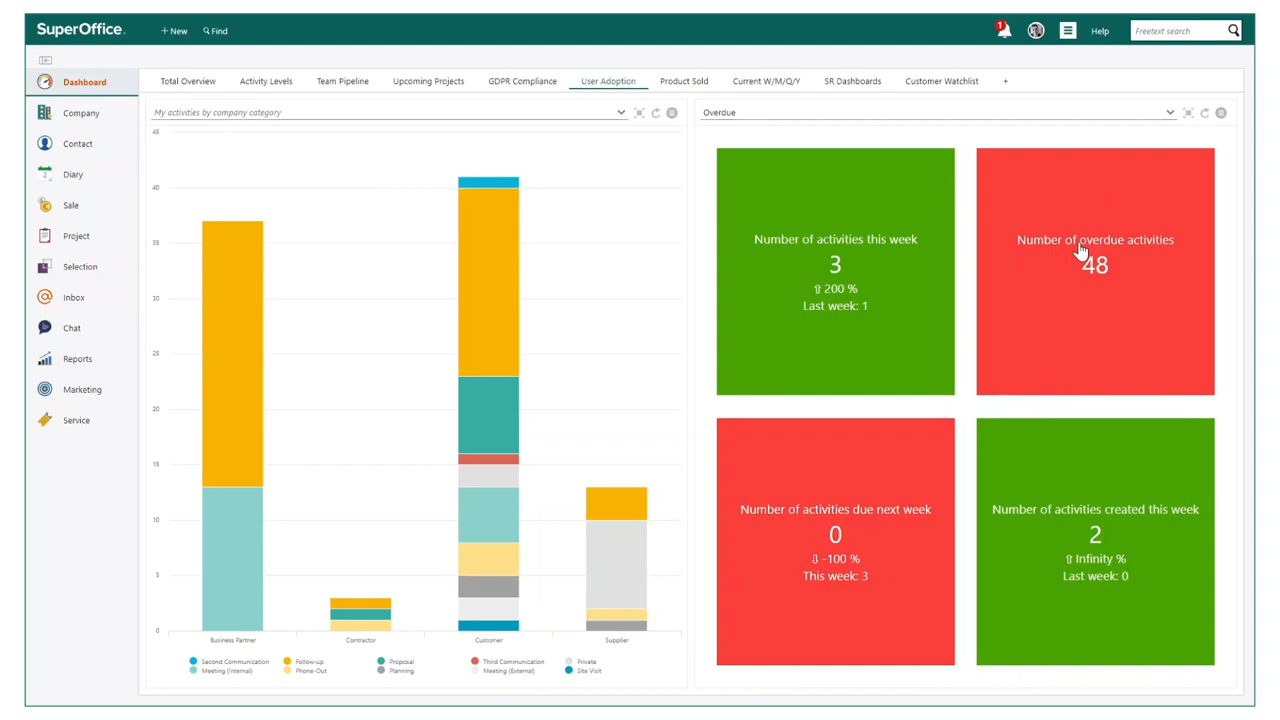 SuperOffice.
+ New
Find
1
Help
Freetext search
Dashboard
Company
Contact
2
Diary
Sale
Project
Selection
Inbox
Chat
Reports
Marketing
Service
Total Overview
Activity Levels
Team Pipeline
Upcoming Projects
GDPR Compliance
User Adoption
Product Sold
Current W/M/Q/Y
SR Dashboards
Customer Watchlist
+
My activities by company category
45
40
35
30
25
20
15
10
5
0
Business Partner
Contractor
Customer
Supplier
Second Communication
Follow-up
Proposal
Third Communication
Private
Meeting (Internal)
Phone-Out
Planning
Meeting (External)
Site Visit
Overdue
Number of activities this week
3
⇧ 200 %
Last week: 1
Number of overdue activities
48
Number of activities due next week
0
⇩ -100 %
This week: 3
Number of activities created this week
2
⇧ Infinity %
Last week: 0